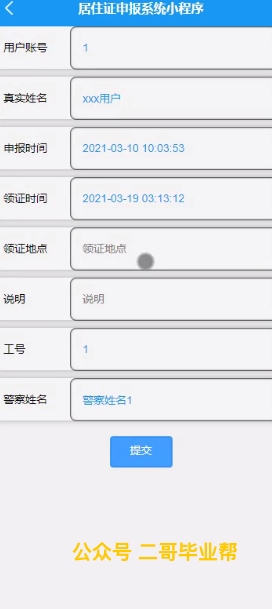 居住证申报系统小程序
用户账号 1
真实姓名 xxx用户
申报时间 2021-03-10 10:03:53
领证时间 2021-03-19 03:13:12
领证地点 领证地点
说明 说明
工号 1
警察姓名 警察姓名1
提交
公众号 二哥毕业帮